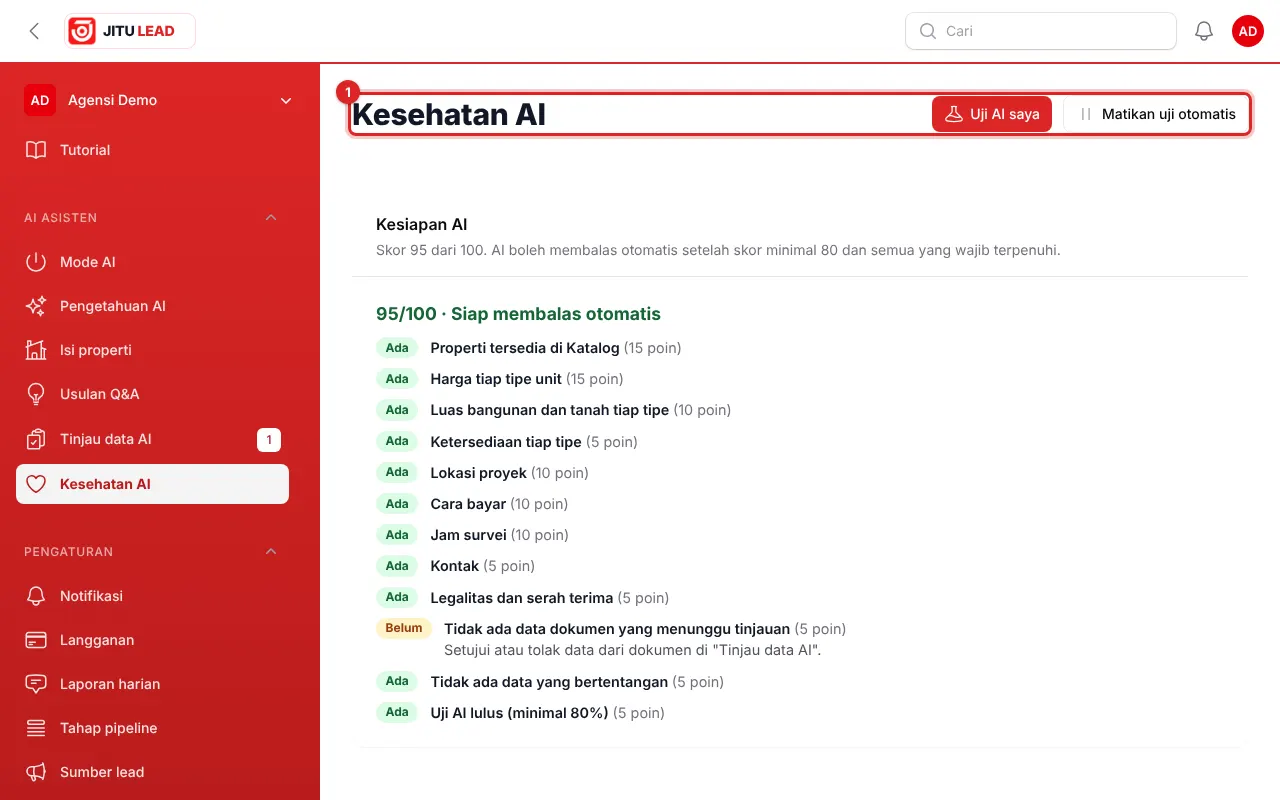 JITU LEAD
Cari
AD
AD
Agensi Demo
Tutorial
AI ASISTEN
Mode AI
Pengetahuan AI
Isi properti
Usulan Q&A
Tinjau data AI
1
Kesehatan AI
PENGATURAN
Notifikasi
Langganan
Laporan harian
Tahap pipeline
Sumber lead
1
Kesehatan AI
Uji AI saya
Matikan uji otomatis
Kesiapan AI
Skor 95 dari 100. AI boleh membalas otomatis setelah skor minimal 80 dan semua yang wajib terpenuhi.
95/100 · Siap membalas otomatis
Ada Properti tersedia di Katalog (15 poin)
Ada Harga tiap tipe unit (15 poin)
Ada Luas bangunan dan tanah tiap tipe (10 poin)
Ada Ketersediaan tiap tipe (5 poin)
Ada Lokasi proyek (10 poin)
Ada Cara bayar (10 poin)
Ada Jam survei (10 poin)
Ada Kontak (5 poin)
Ada Legalitas dan serah terima (5 poin)
Belum Tidak ada data dokumen yang menunggu tinjauan (5 poin)
Setujui atau tolak data dari dokumen di "Tinjau data AI".
Ada Tidak ada data yang bertentangan (5 poin)
Ada Uji AI lulus (minimal 80%) (5 poin)